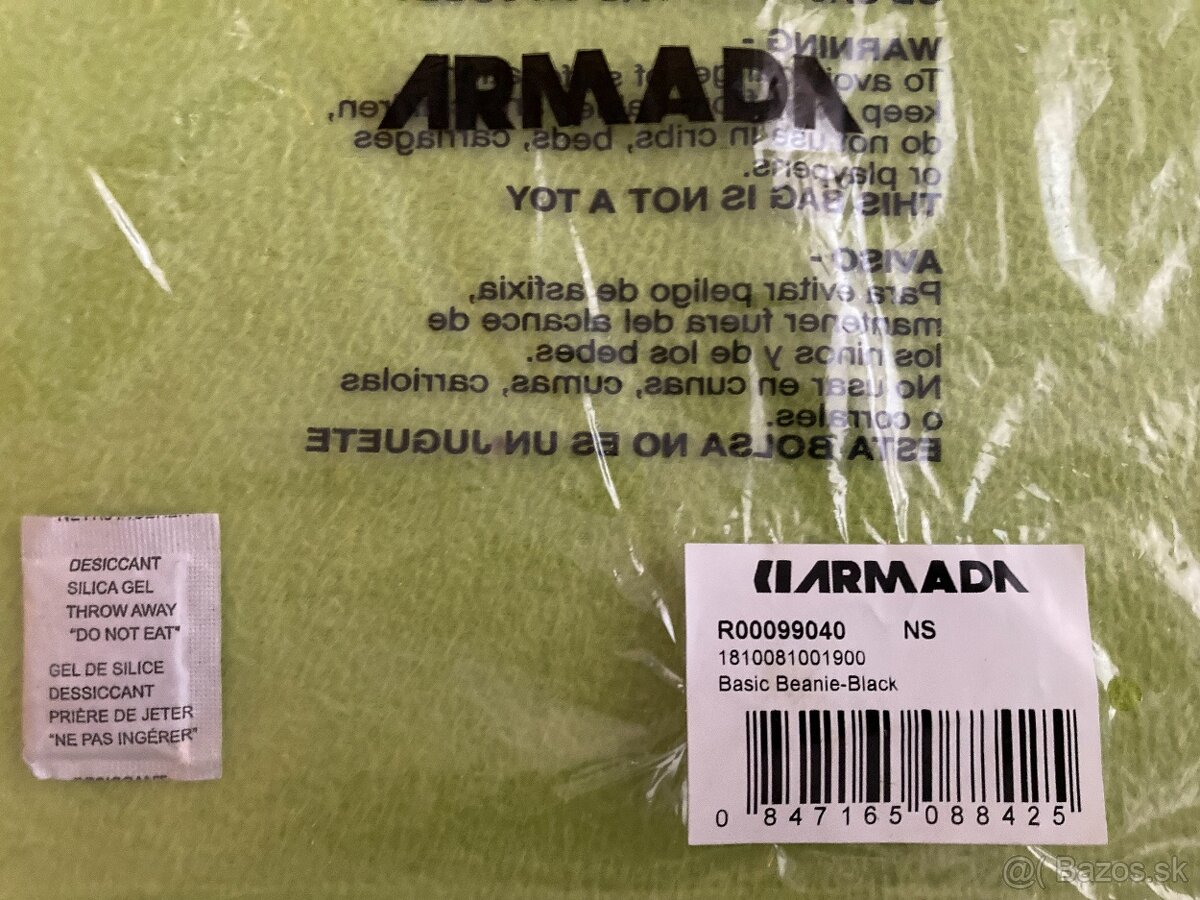 ARMADA
WARNING -
To avoid
keep
do not use in cribs, beds, carriages
or playpens.
THIS BAG IS NOT A TOY
AVISO -
Para evitar peligo de asfixia,
mantener fuera del alcance de
los ninos y de los bebes.
No usar en cunas, cumas, carriolas
o corrales.
ESTA BOLSA NO ES UN JUGUETE
DESICCANT
SILICA GEL
THROW AWAY
"DO NOT EAT"
GEL DE SILICE
DESSICCANT
PRIÈRE DE JETER
"NE PAS INGÉRER"
ARMADA
R00099040 NS
1810081001900
Basic Beanie-Black
0 847165 088425
@( Bazos.sk